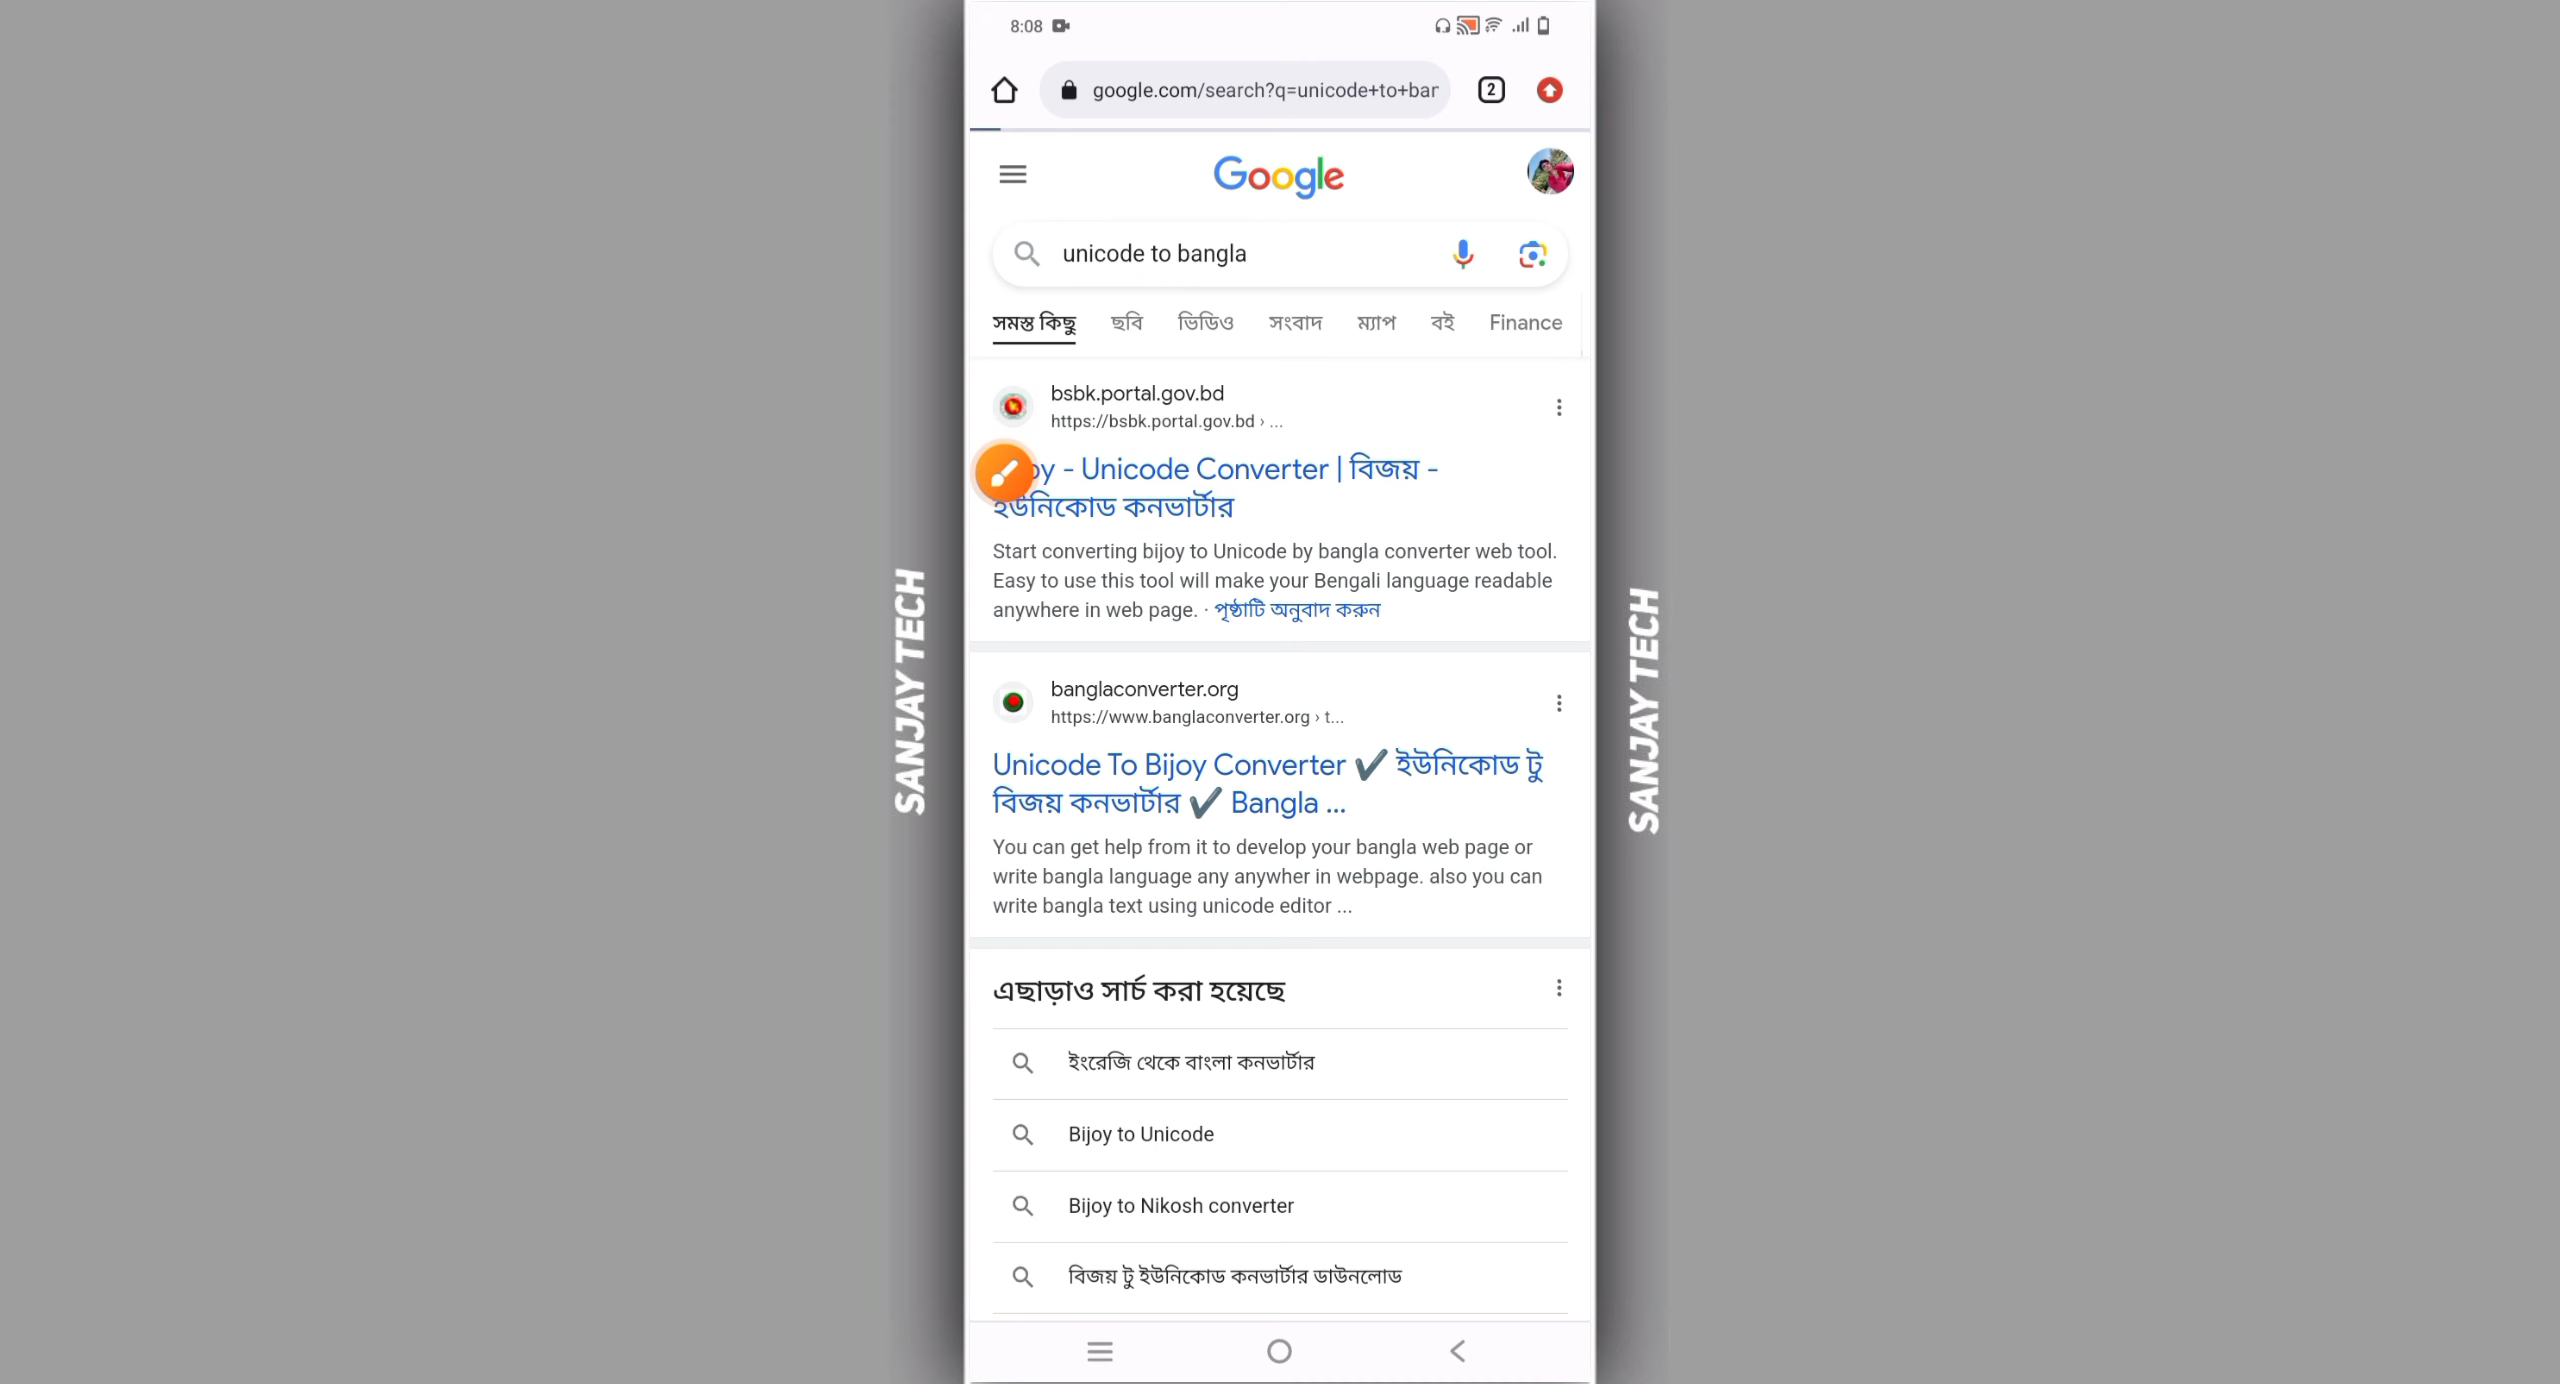 8:08
google.com/search?q=unicode+to+bar
2
Google
unicode to bangla
সমস্ত কিছু ছবি ভিডিও সংবাদ ম্যাপ বই Finance
bsbk.portal.gov.bd
https://bsbk.portal.gov.bd › ...
oy - Unicode Converter | বিজয় -
ইউনিকোড কনভার্টার
Start converting bijoy to Unicode by bangla converter web tool.
Easy to use this tool will make your Bengali language readable
anywhere in web page. · পৃষ্ঠাটি অনুবাদ করুন
SANJAY TECH
SANJAY TECH
banglaconverter.org
https://www.banglaconverter.org › t...
Unicode To Bijoy Converter ✔ ইউনিকোড টু
বিজয় কনভার্টার ✔ Bangla ...
You can get help from it to develop your bangla web page or
write bangla language any anywher in webpage. also you can
write bangla text using unicode editor ...
এছাড়াও সার্চ করা হয়েছে
ইংরেজি থেকে বাংলা কনভার্টার
Bijoy to Unicode
Bijoy to Nikosh converter
বিজয় টু ইউনিকোড কনভার্টার ডাউনলোড